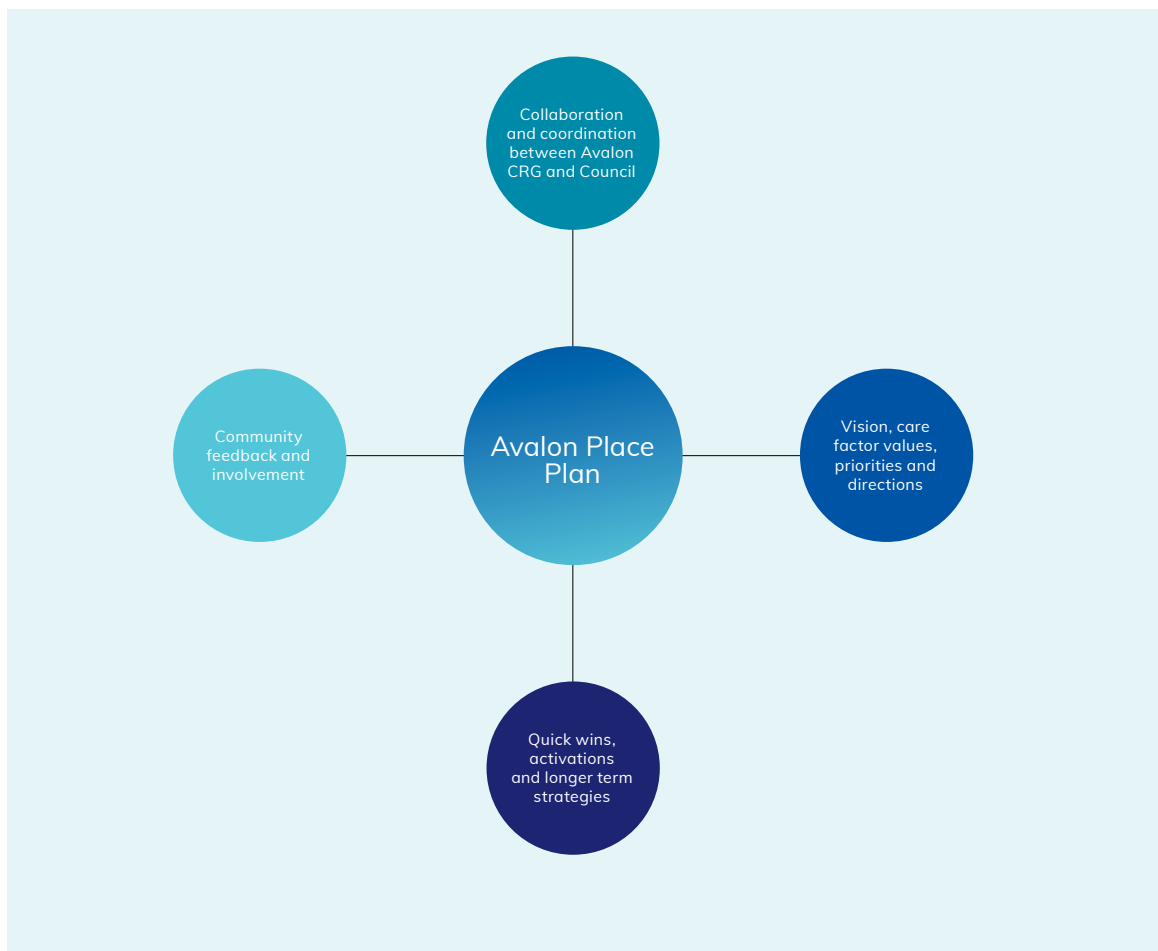 Collaboration
and coordination
between Avalon
CRG and Council
Community
feedback and
involvement
Avalon Place
Plan
Vision, care
factor values,
priorities and
directions
Quick wins,
activations
and longer term
strategies